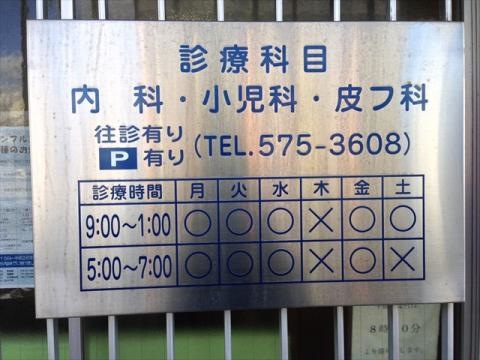 診療科目
内科・小児科・皮フ科
往診有り
P有り
(TEL.575-3608)
診療時間 月 火 水 木 金 土
9:00～1:00 ○ ○ ○ × ○ ○
5:00～7:00 ○ ○ ○ × ○ ×